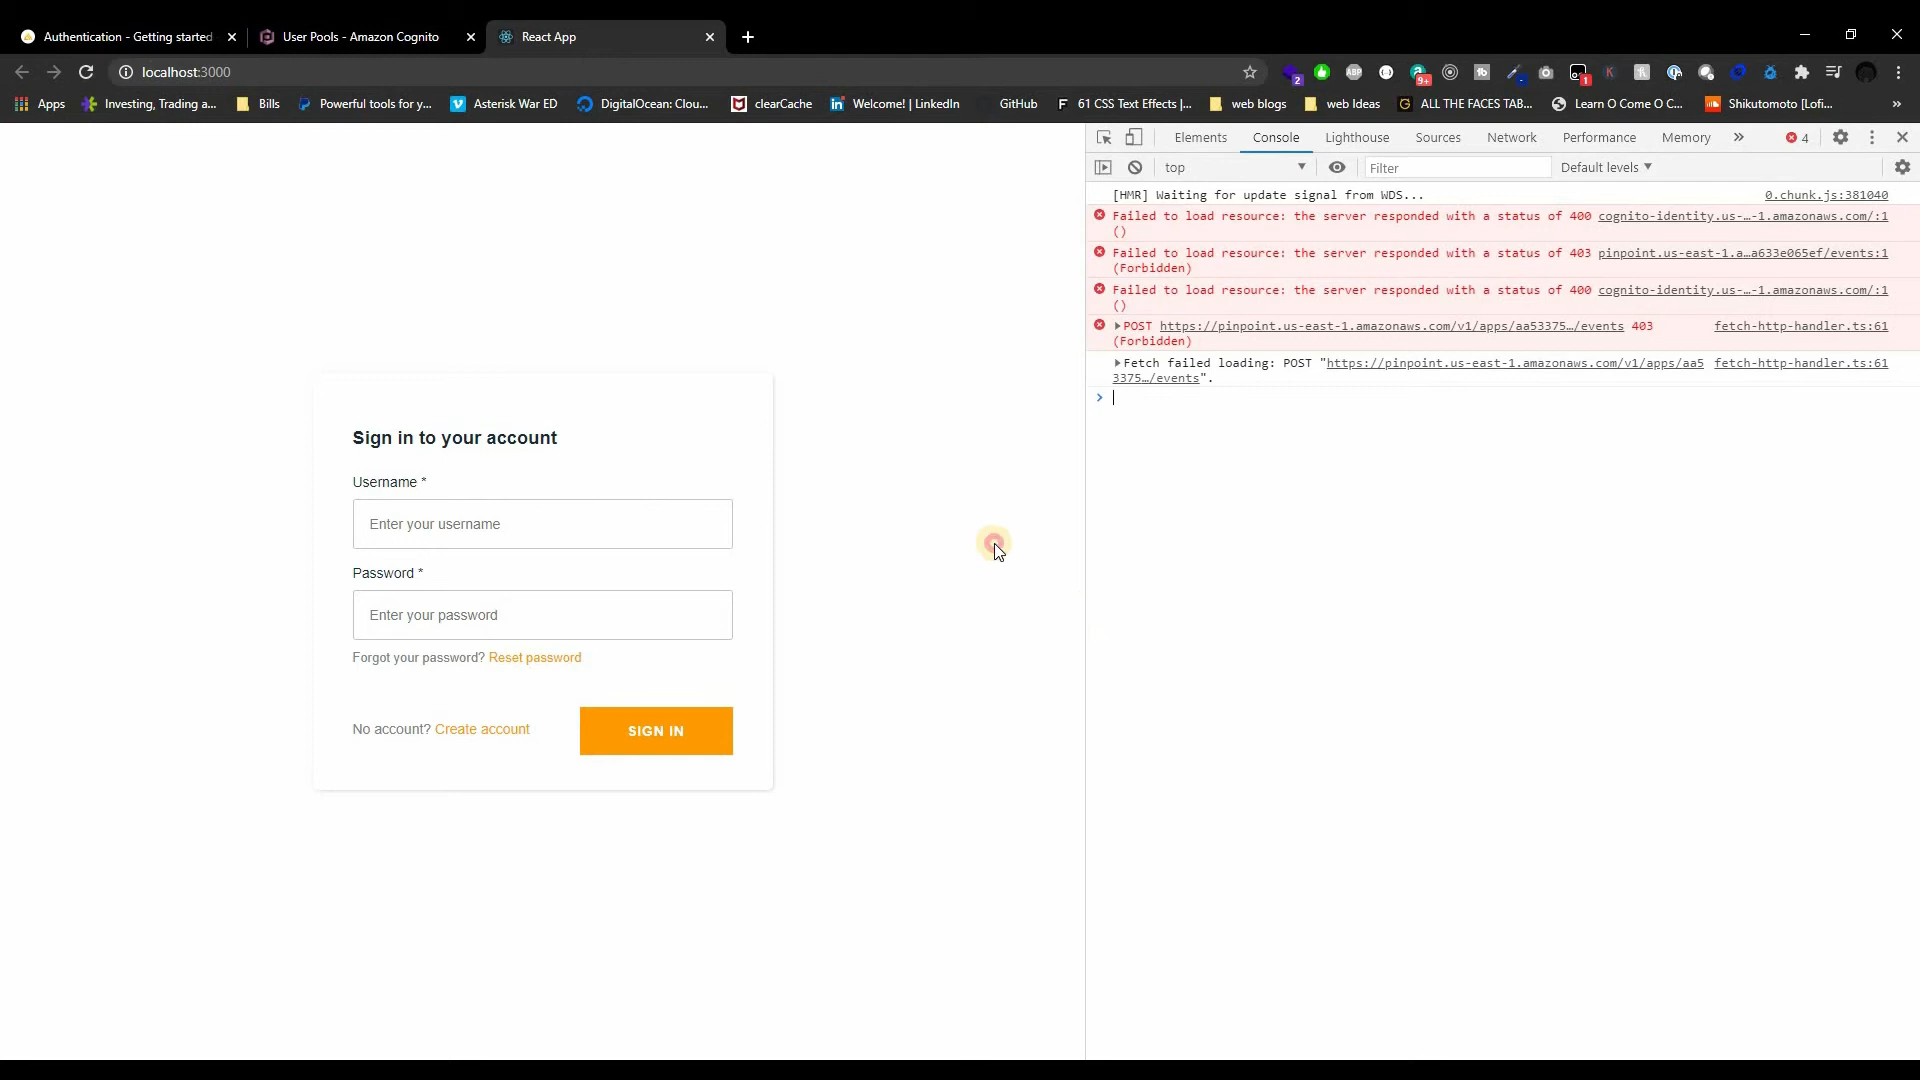 Authentication - Getting started
User Pools - Amazon Cognito
React App
localhost:3000
2
ABP
9+
1
Apps
Investing, Trading a...
Bills
Powerful tools for y...
Asterisk War ED
DigitalOcean: Clou...
clearCache
Welcome! | LinkedIn
GitHub
61 CSS Text Effects |...
web blogs
web Ideas
ALL THE FACES TAB...
Learn O Come O C...
Shikutomoto [Lofi...
»
Elements
Console
Lighthouse
Sources
Network
Performance
Memory
»
4
top
Filter
Default levels
[HMR] Waiting for update signal from WDS...
0.chunk.js:381040
Failed to load resource: the server responded with a status of 400
cognito-identity.us-…-1.amazonaws.com/:1
()
Failed to load resource: the server responded with a status of 403
pinpoint.us-east-1.a…a633e065ef/events:1
(Forbidden)
Failed to load resource: the server responded with a status of 400
cognito-identity.us-…-1.amazonaws.com/:1
()
POST https://pinpoint.us-east-1.amazonaws.com/v1/apps/aa53375…/events 403
fetch-http-handler.ts:61
(Forbidden)
Fetch failed loading: POST "https://pinpoint.us-east-1.amazonaws.com/v1/apps/aa5
fetch-http-handler.ts:61
3375…/events".
Sign in to your account
Username *
Enter your username
Password *
Enter your password
Forgot your password? Reset password
No account? Create account
SIGN IN